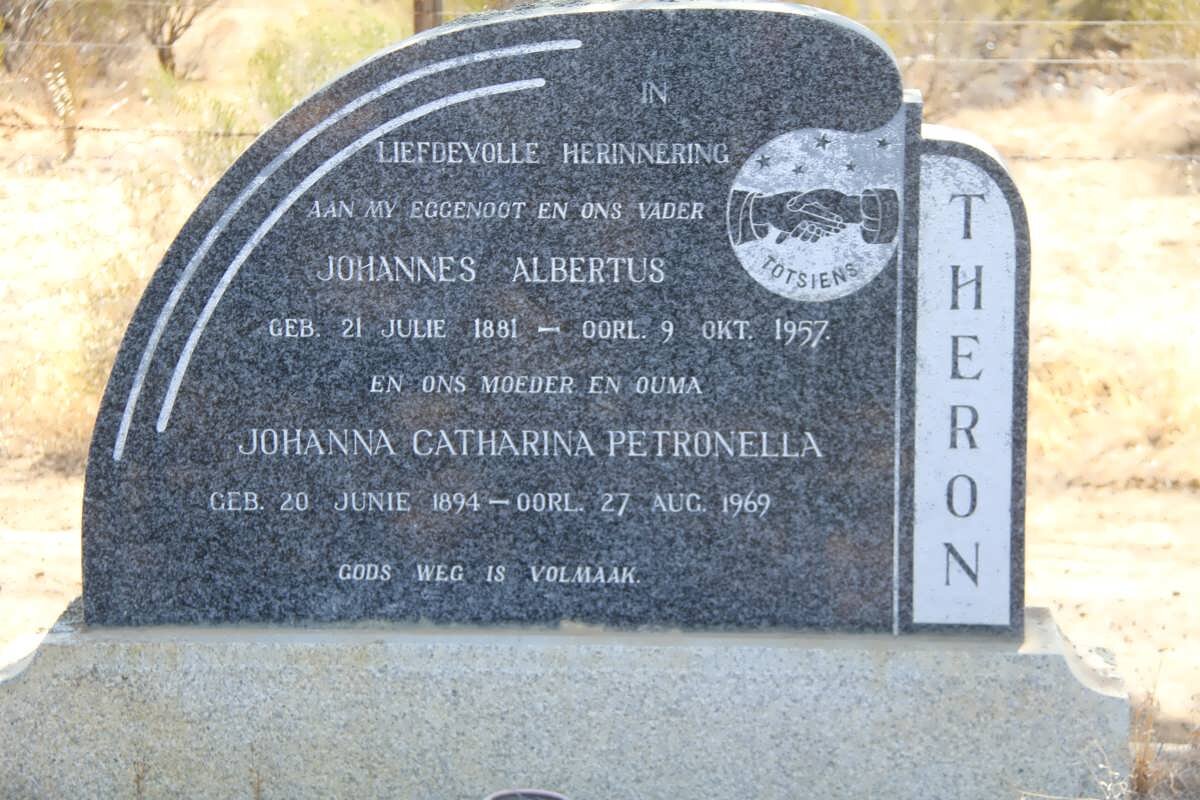 IN
LIEFDEVOLLE HERINNERING
AAN MY EGGENOOT EN ONS VADER
JOHANNES ALBERTUS
GEB. 21 JULIE 1881 – OORL. 9 OKT. 1957.
EN ONS MOEDER EN OUMA
JOHANNA CATHARINA PETRONELLA
GEB. 20 JUNIE 1894 – OORL. 27 AUG. 1969
GODS WEG IS VOLMAAK.
TOTSIENS
THERON